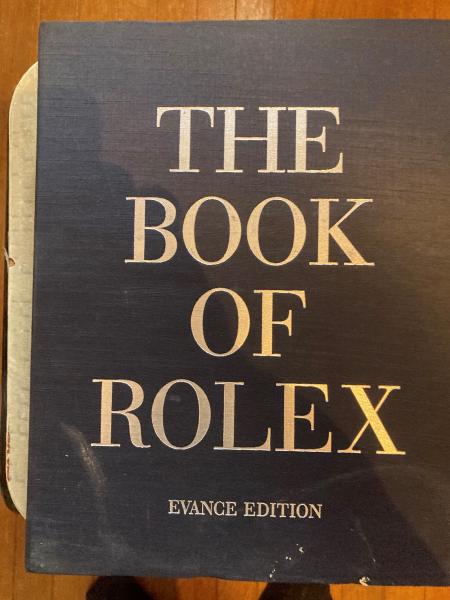 THE
BOOK
OF
ROLEX
EVANCE EDITION